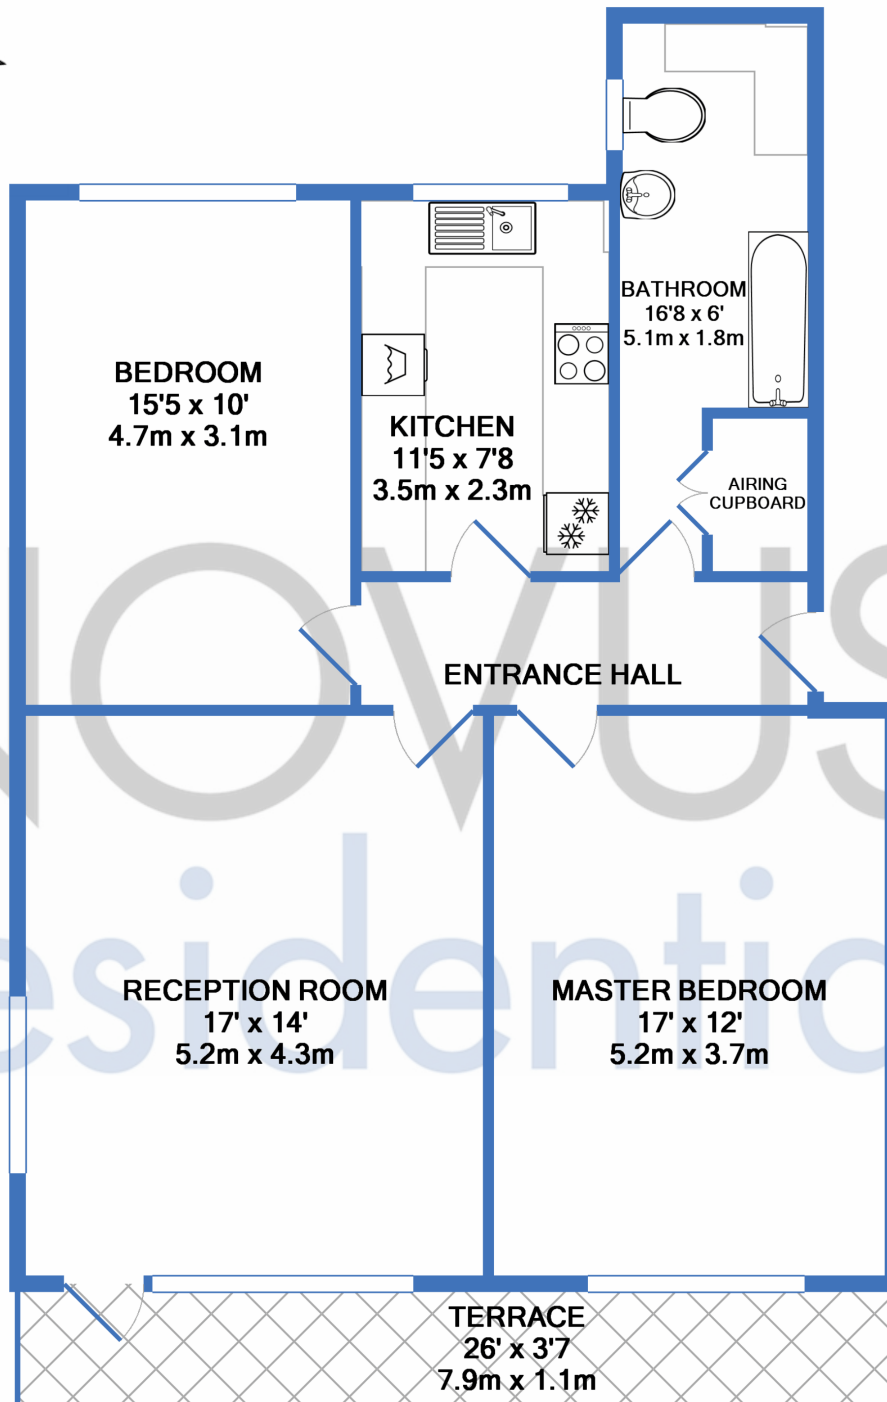 BATHROOM
16'8 x 6'
5.1m x 1.8m
BEDROOM
15'5 x 10'
4.7m x 3.1m
KITCHEN
11'5 x 7'8
3.5m x 2.3m
AIRING
CUPBOARD
ENTRANCE HALL
NOVUS
esidentia
RECEPTION ROOM
17' x 14'
5.2m x 4.3m
MASTER BEDROOM
17' x 12'
5.2m x 3.7m
TERRACE
26' x 3'7
7.9m x 1.1m